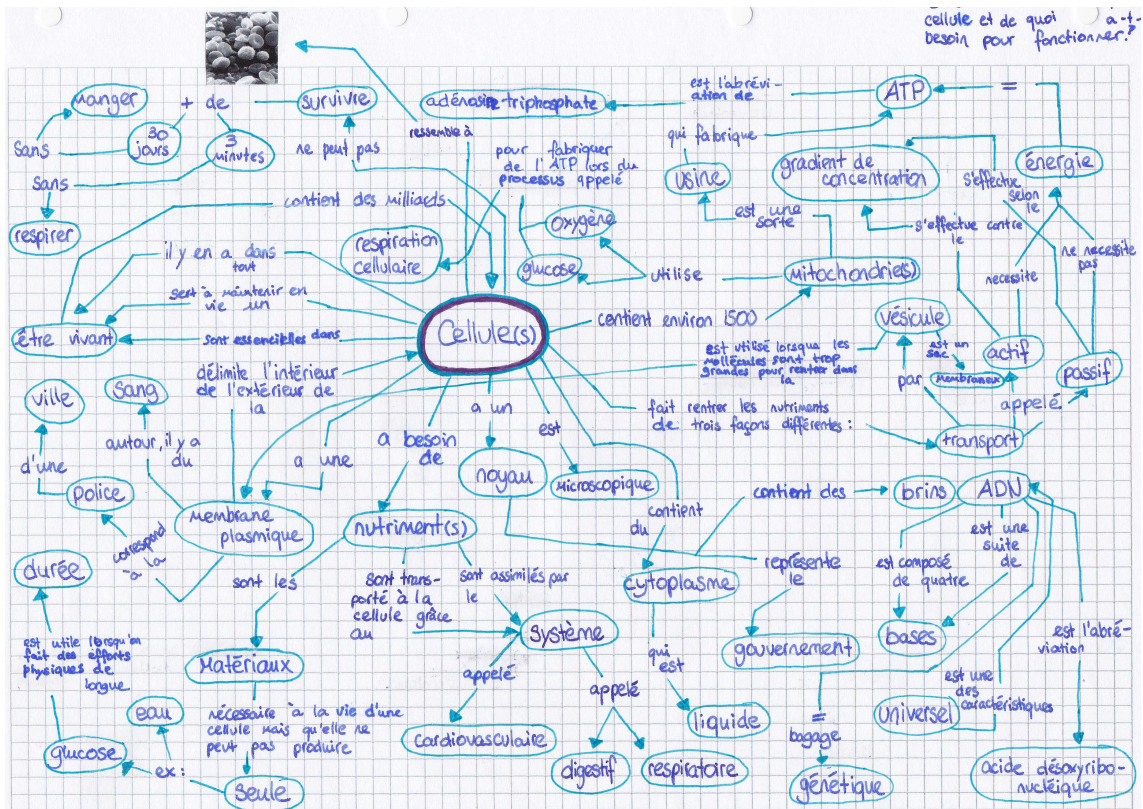 cellule et de quoi
a-t-
besoin pour fonctionner?
Manger
+ de
survivre
adénosine triphosphate
est l'abrévi-
ation de
ATP
=
30
jours
3
minutes
Sans
Sans
ne peut pas
ressemble à
pour fabriquer
de l'ATP lors du
processus appelé
qui fabrique
usine
gradient de
concentration
énergie
s'effectue
selon
le
respirer
contient des milliards
oxygène
est une
sorte
s'effectue contre
le
ne necessite
pas
il y en a dans
tout
respiration
cellulaire
glucose
utilise
mitochondrie(s)
necessite
sert à maintenir en
vie un
être vivant
sont essencielles dans
Cellule(s)
contient environ 1500
vésicule
actif
passif
est utilisé lorsque les
mollécules sont trop
grandes pour rentrer dans
la
est un
sac
membraneux
par
appelé
transport
délimite l'intérieur
de l'extérieur de
la
ville
sang
d'une
autour, il y a
du
police
a une
a besoin
de
a un
est
fait rentrer les nutriments
de trois façons différentes:
noyau
microscopique
contient des
brins
ADN
membrane
plasmique
nutriment(s)
contient
du
correspond
à la
durée
sont les
sont trans-
porté à la
cellule grâce
au
sont assimilés par
le
cytoplasme
représente
le
est composé
de quatre
est une
suite
de
est utile lorsqu'on
fait des efforts
physiques de
longue
Matériaux
système
qui
est
gouvernement
bases
est l'abré-
viation
appelé
appelé
est une
des
caractéristiques
universel
eau
nécessaire à la vie d'une
cellule mais qu'elle ne
peut pas produire
cardiovasculaire
liquide
=
bagage
glucose
ex:
seule
digestif
respiratoire
génétique
acide désoxyribo-
nucléique